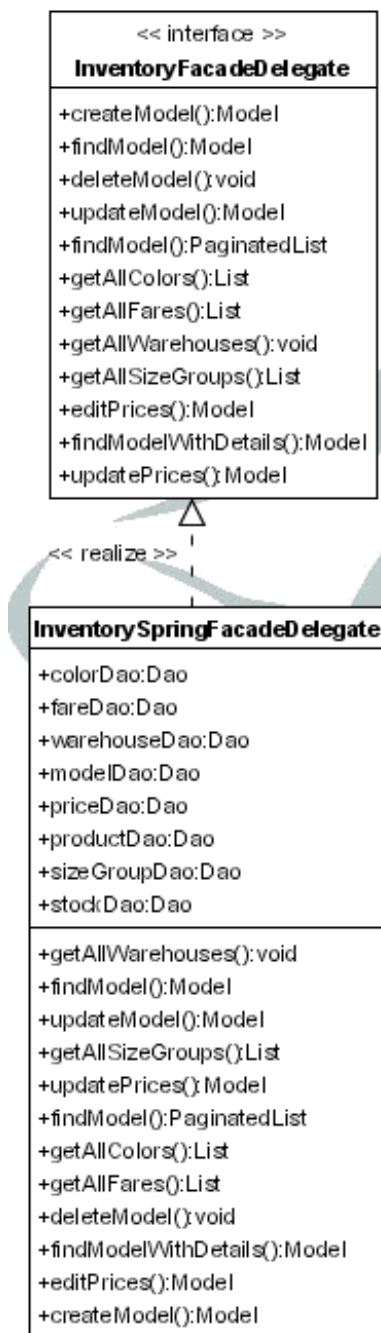 << interface >>
InventoryFacadeDelegate
+createModel():Model
+findModel():Model
+deleteModel():void
+updateModel():Model
+findModel():PaginatedList
+getAllColors():List
+getAllFares():List
+getAllWarehouses():void
+getAllSizeGroups():List
+editPrices():Model
+findModelWithDetails():Model
+updatePrices():Model
<< realize >>
InventorySpringFacadeDelegate
+colorDao:Dao
+fareDao:Dao
+warehouseDao:Dao
+modelDao:Dao
+priceDao:Dao
+productDao:Dao
+sizeGroupDao:Dao
+stockDao:Dao
+getAllWarehouses():void
+findModel():Model
+updateModel():Model
+getAllSizeGroups():List
+updatePrices():Model
+findModel():PaginatedList
+getAllColors():List
+getAllFares():List
+deleteModel():void
+findModelWithDetails():Model
+editPrices():Model
+createModel():Model